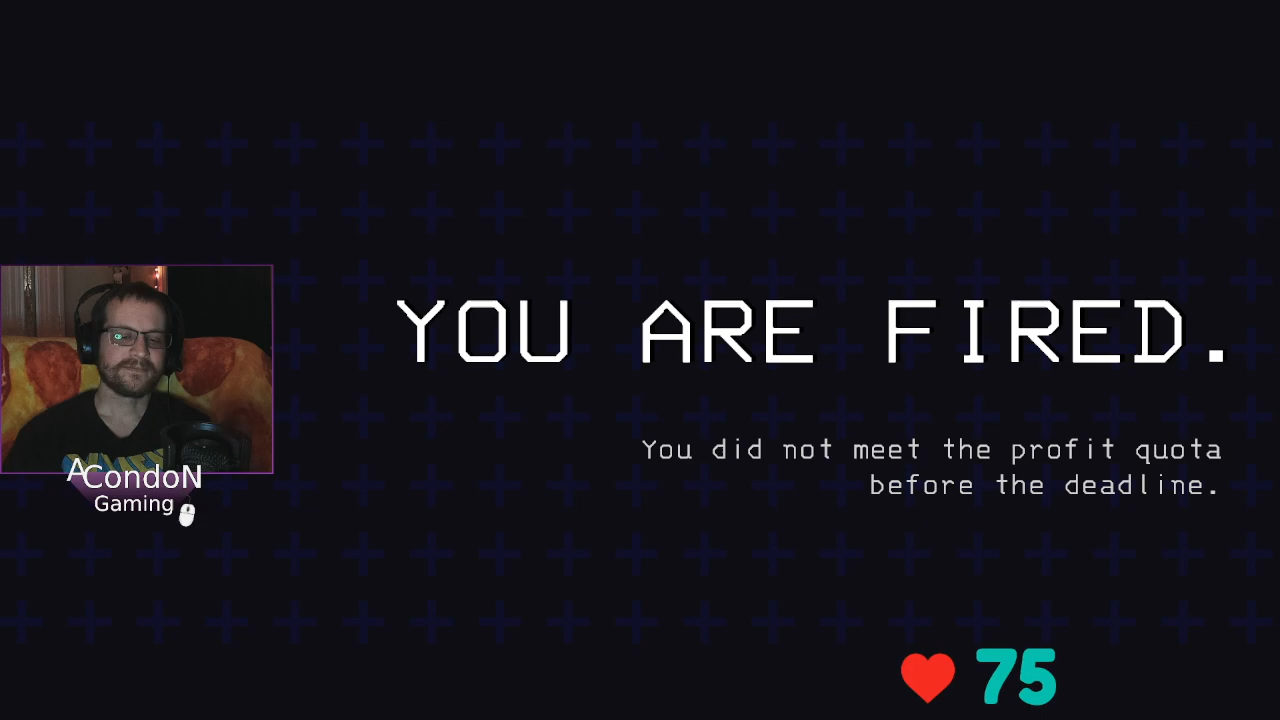 YOU ARE FIRED.
You did not meet the profit quota
before the deadline.
ACondoN
Gaming
75